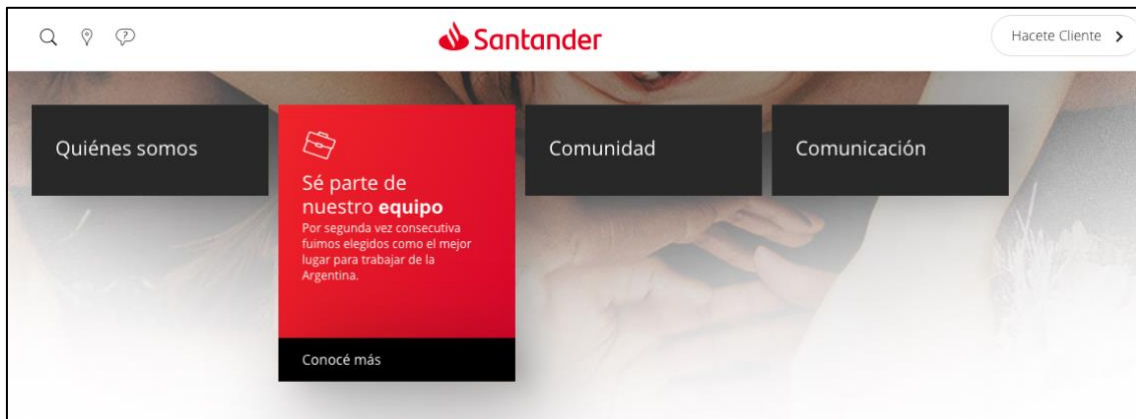 Santander
Hacete Cliente
Quiénes somos
Sé parte de
nuestro equipo
Por segunda vez consecutiva
fuimos elegidos como el mejor
lugar para trabajar de la
Argentina.
Conocé más
Comunidad
Comunicación